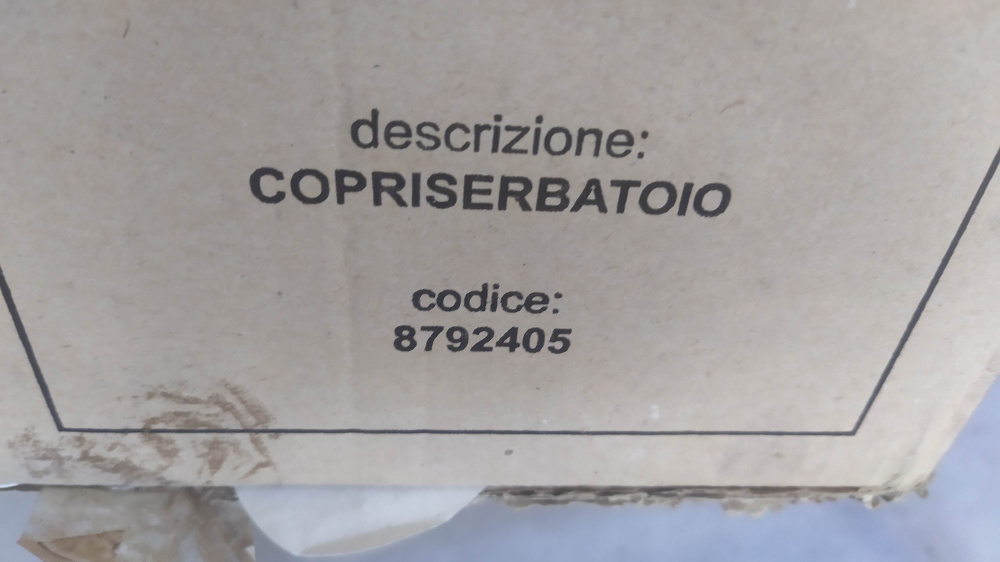 descrizione:
COPRISERBATOIO
codice:
8792405